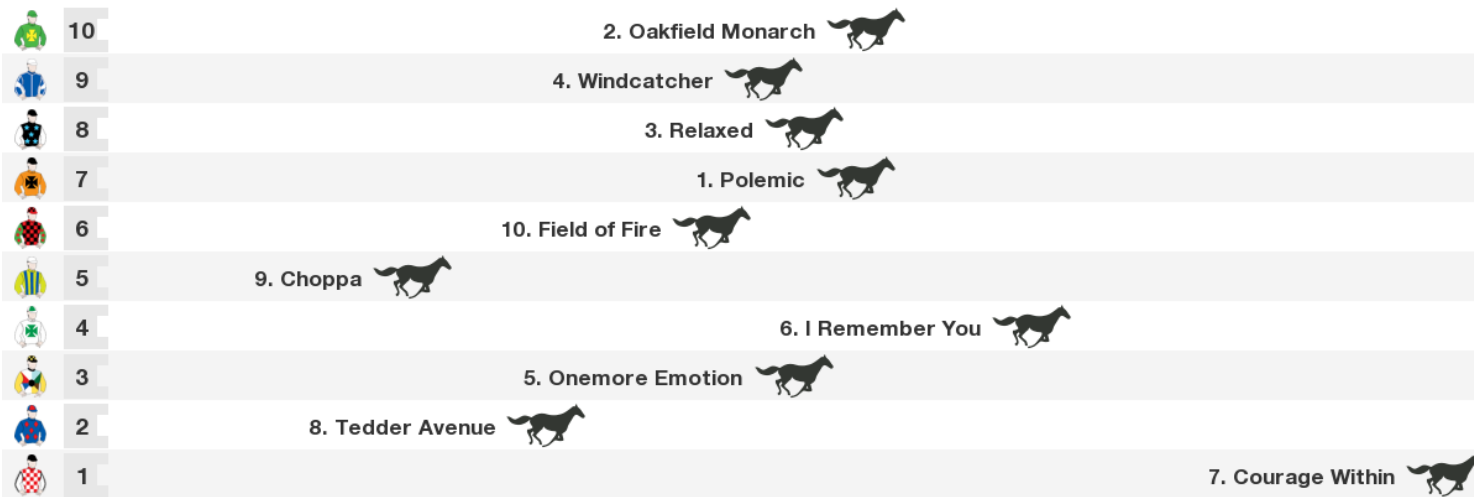 10 2. Oakfield Monarch
9 4. Windcatcher
8 3. Relaxed
7 1. Polemic
6 10. Field of Fire
5 9. Choppa
4 6. I Remember You
3 5. Onemore Emotion
2 8. Tedder Avenue
1 7. Courage Within